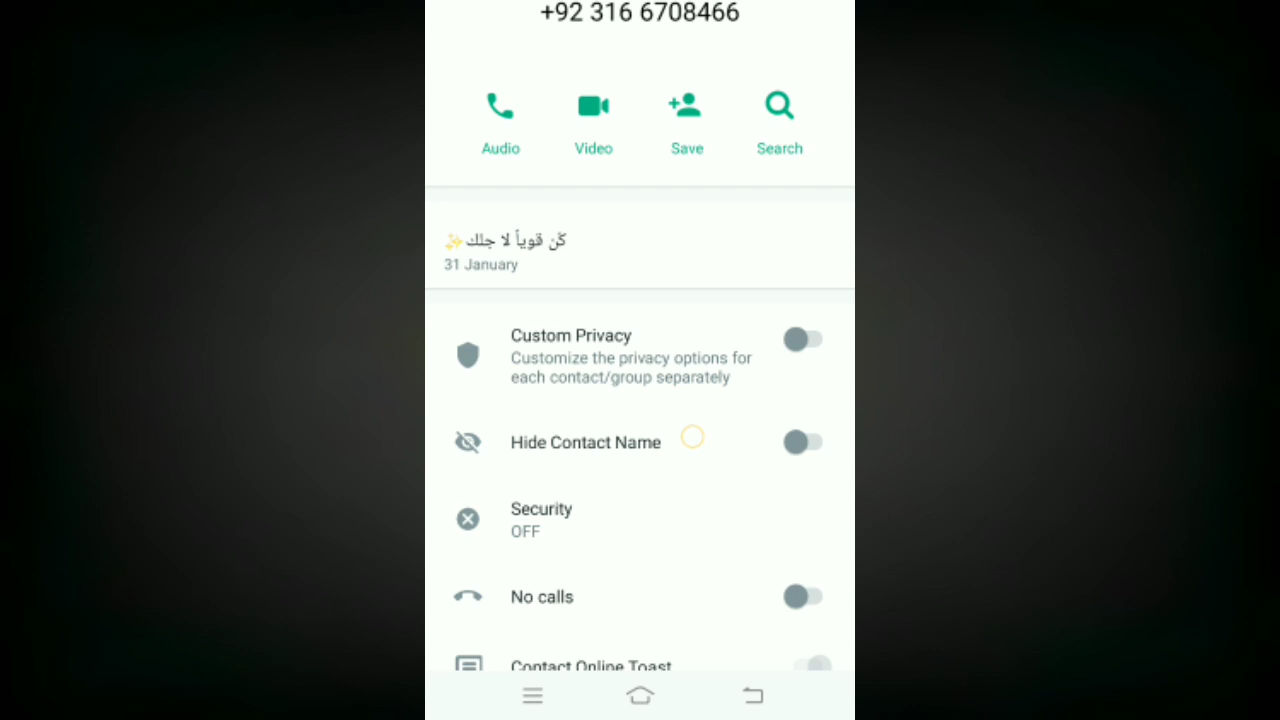 +92 316 6708466
Audio Video Save Search
كّن قوياً لا جلك✨
31 January
Custom Privacy
Customize the privacy options for
each contact/group separately
Hide Contact Name
Security
OFF
No calls
Contact Online Toast